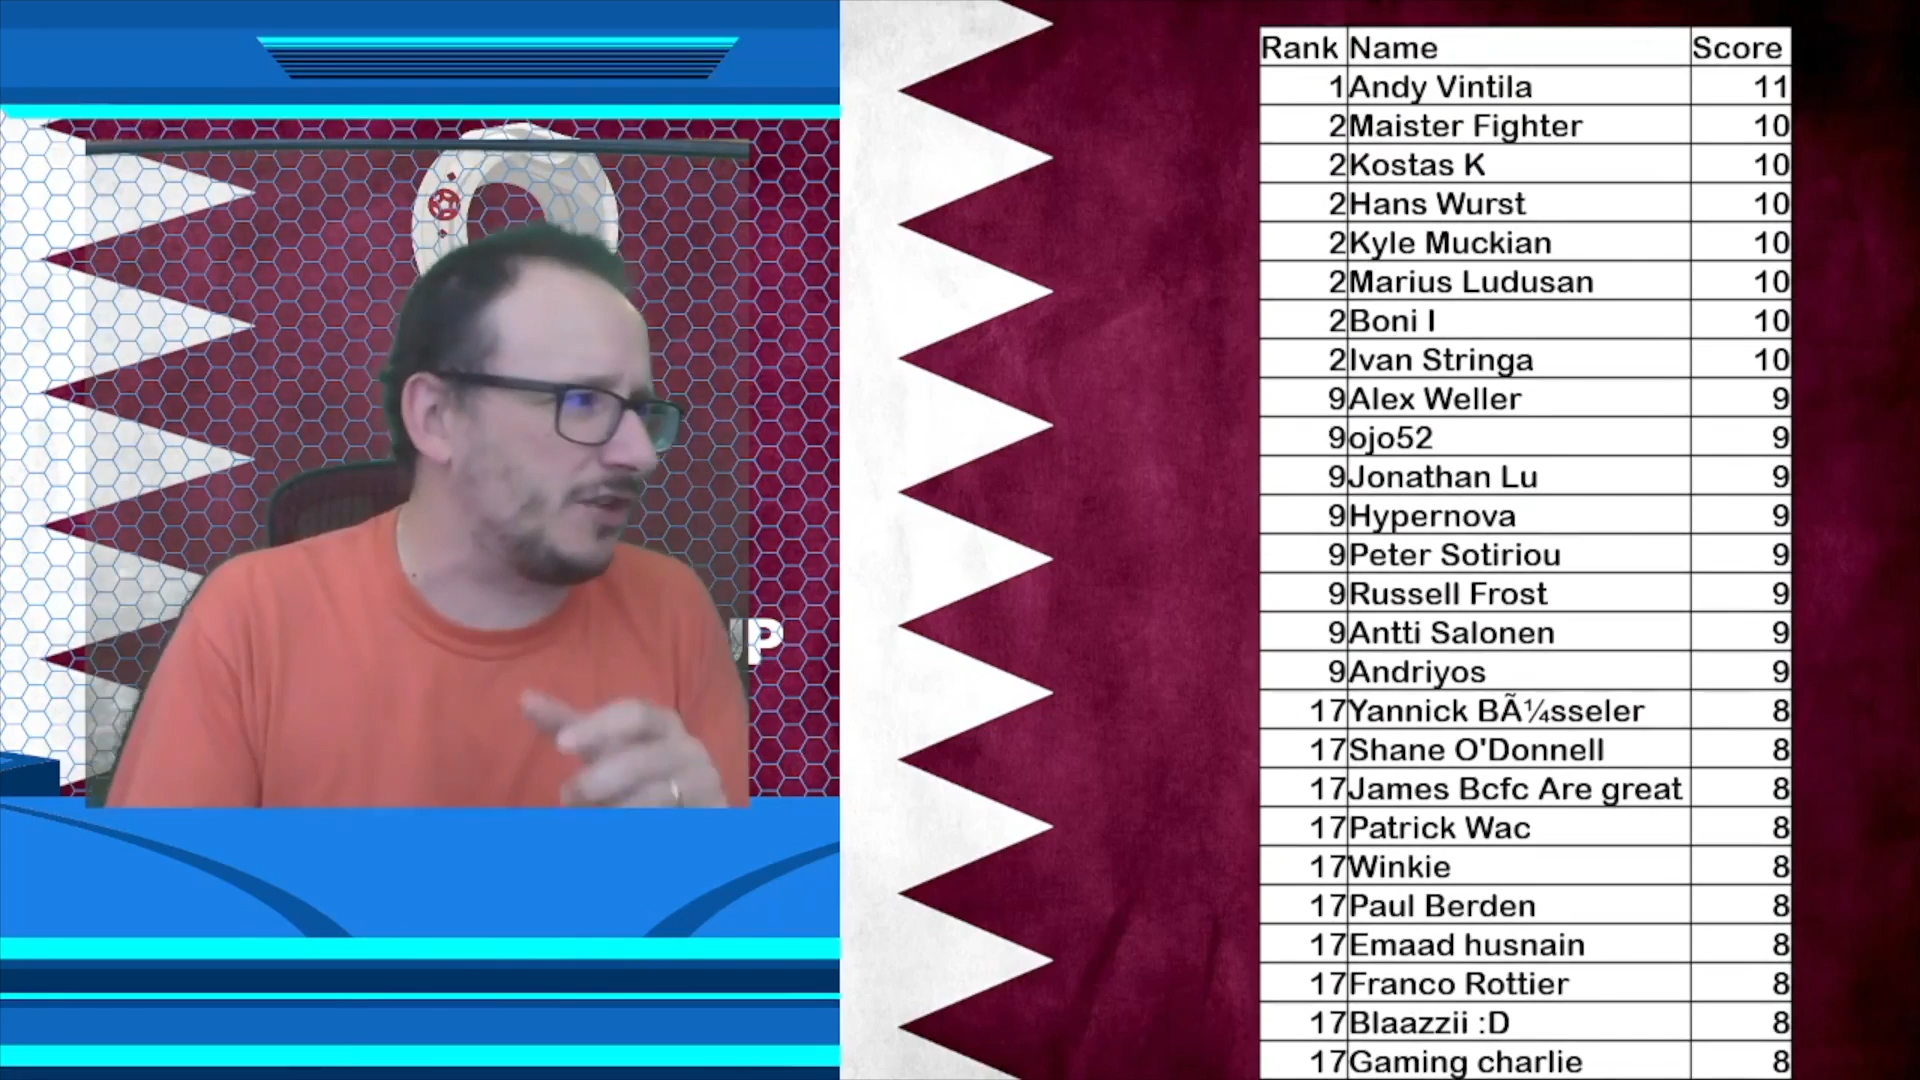 Rank Name Score
1 Andy Vintila 11
2 Maister Fighter 10
2 Kostas K 10
2 Hans Wurst 10
2 Kyle Muckian 10
2 Marius Ludusan 10
2 Boni I 10
2 Ivan Stringa 10
9 Alex Weller 9
9 ojo52 9
9 Jonathan Lu 9
9 Hypernova 9
9 Peter Sotiriou 9
9 Russell Frost 9
9 Antti Salonen 9
9 Andriyos 9
17 Yannick BÃ¼sseler 8
17 Shane O'Donnell 8
17 James Bcfc Are great 8
17 Patrick Wac 8
17 Winkie 8
17 Paul Berden 8
17 Emaad husnain 8
17 Franco Rottier 8
17 Blaazzii :D 8
17 Gaming charlie 8